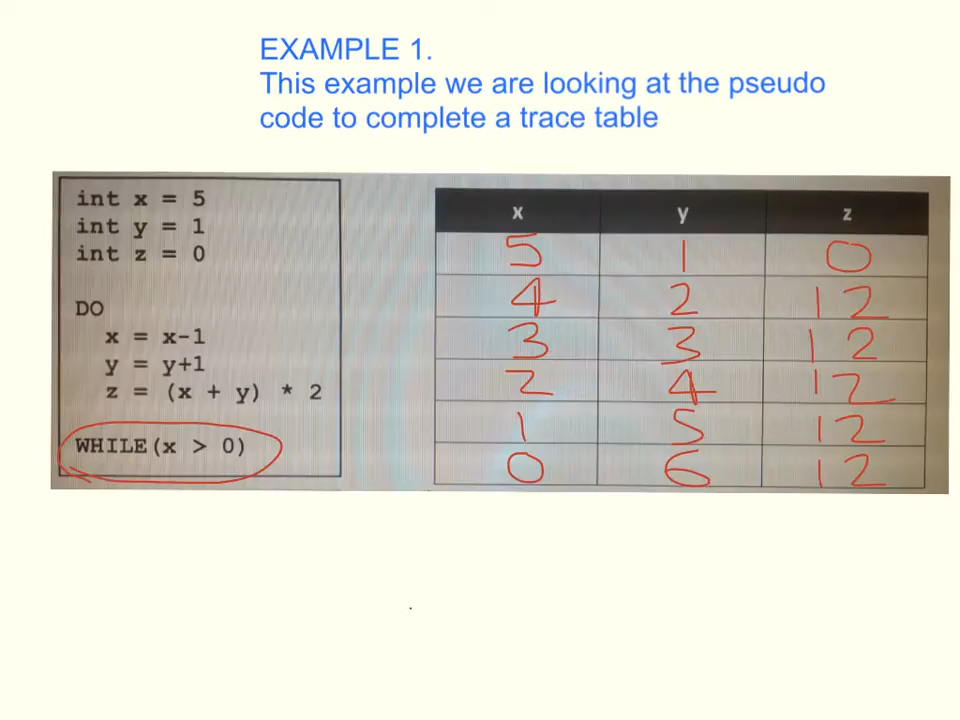 EXAMPLE 1.
This example we are looking at the pseudo
code to complete a trace table
int x = 5
int y = 1
int z = 0
DO
x = x-1
y = y+1
z = (x + y) * 2
WHILE(x > 0)
x y z
5 1 0
4 2 12
3 3 12
2 4 12
1 5 12
0 6 12